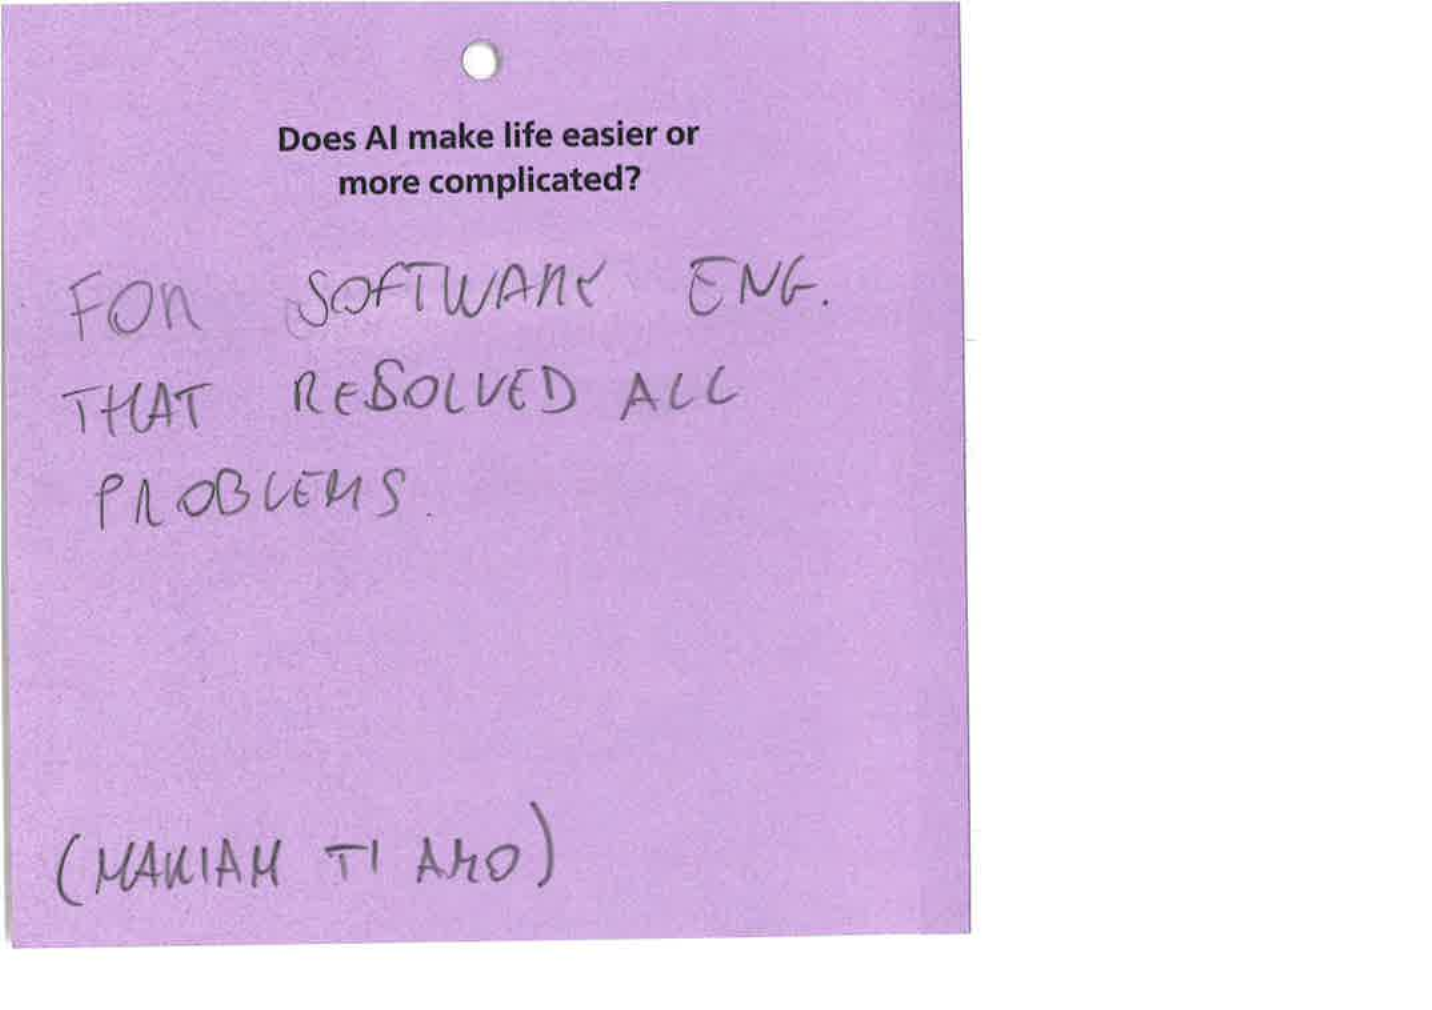 Does AI make life easier or
more complicated?
FOR SOFTWARE ENG.
THAT RESOLVED ALL
PROBLEMS.
(MARIAM TI AMO)